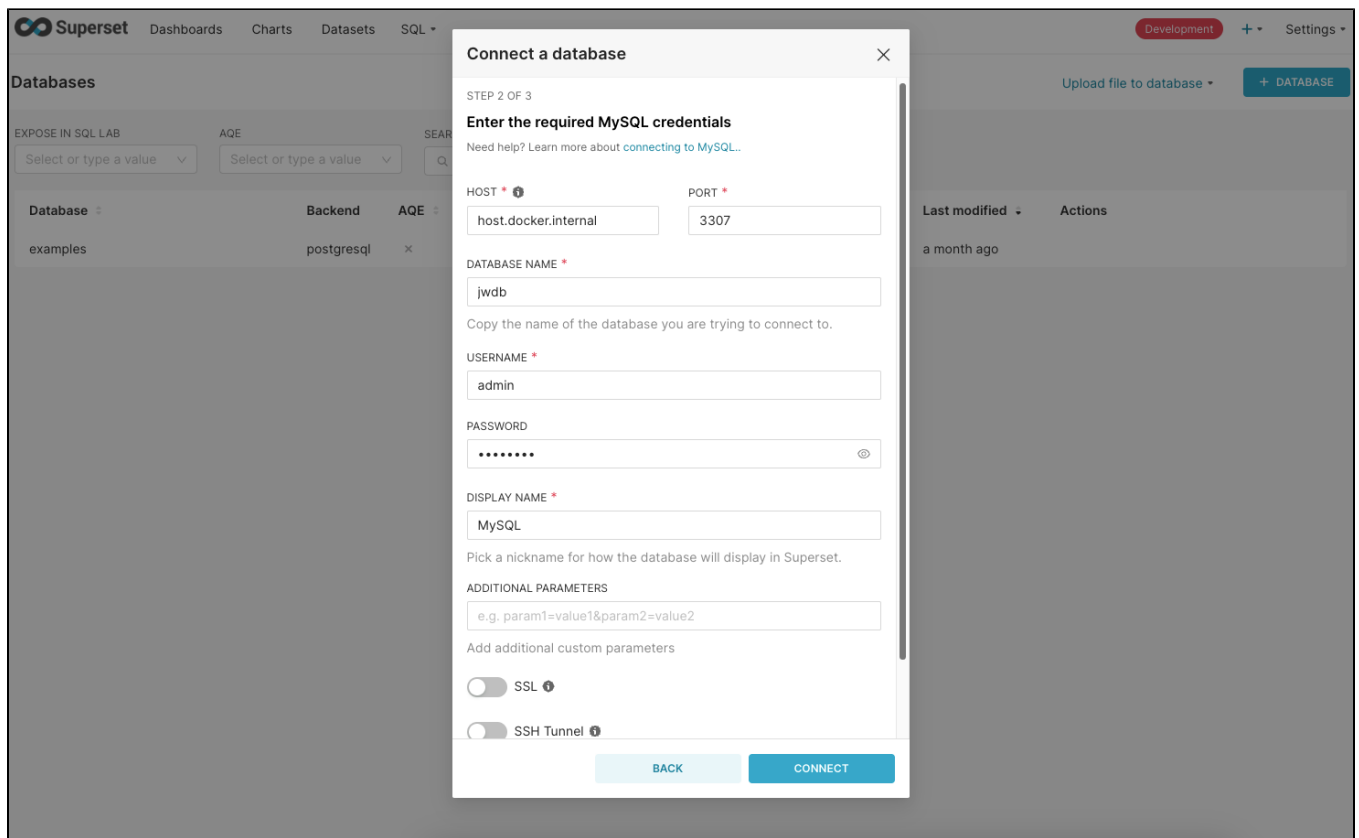 Superset Dashboards Charts Datasets SQL Development + Settings
Databases Upload file to database + DATABASE
EXPOSE IN SQL LAB AQE SEAR
Select or type a value Select or type a value
Database Backend AQE Last modified Actions
examples postgresql × a month ago
Connect a database
STEP 2 OF 3
Enter the required MySQL credentials
Need help? Learn more about connecting to MySQL..
HOST * PORT *
host.docker.internal 3307
DATABASE NAME *
jwdb
Copy the name of the database you are trying to connect to.
USERNAME *
admin
PASSWORD
••••••••
DISPLAY NAME *
MySQL
Pick a nickname for how the database will display in Superset.
ADDITIONAL PARAMETERS
e.g. param1=value1&param2=value2
Add additional custom parameters
SSL
SSH Tunnel
BACK CONNECT